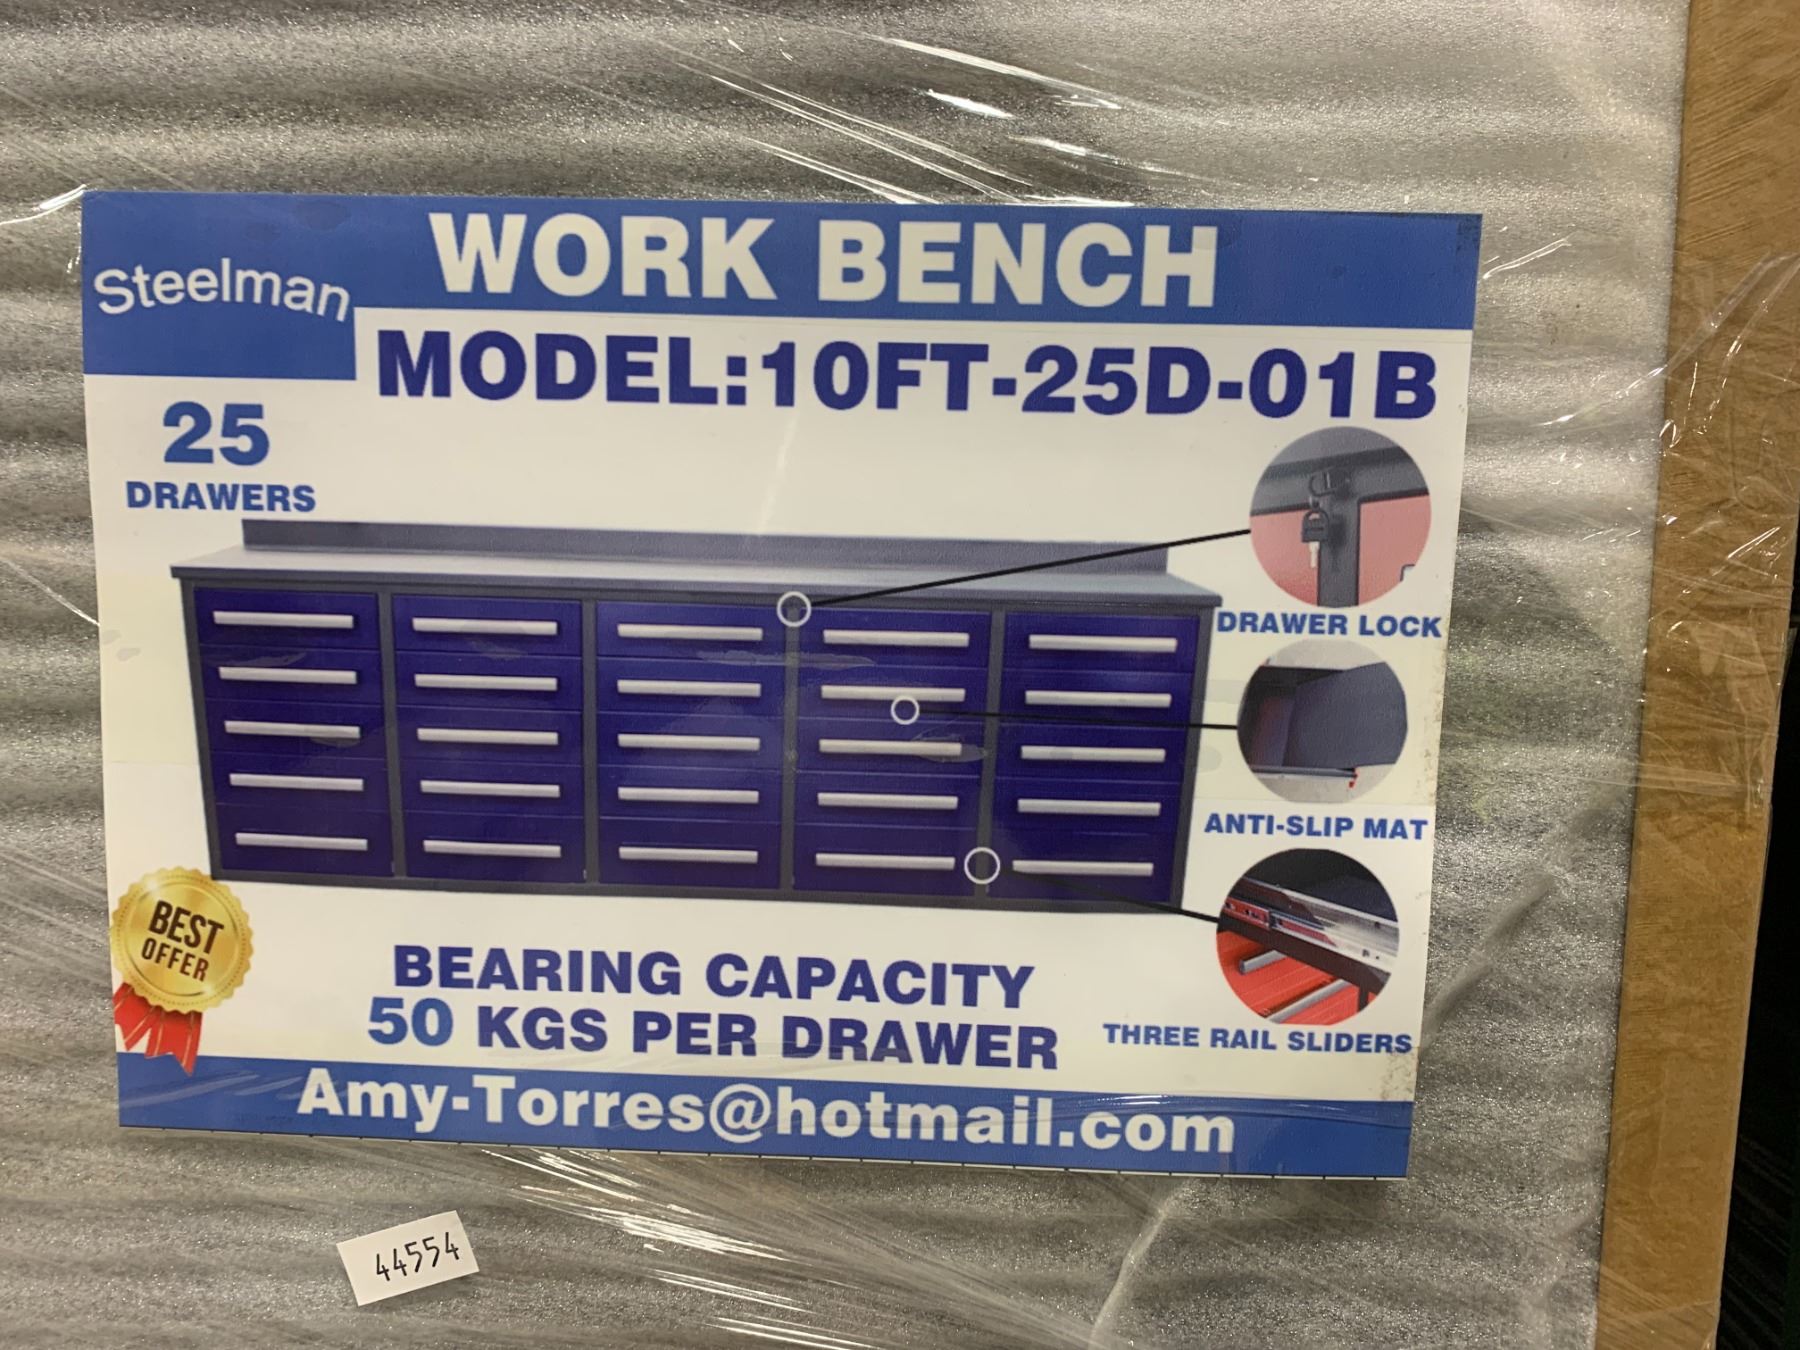 Steelman
WORK BENCH
MODEL:10FT-25D-01B
25
DRAWERS
DRAWER LOCK
ANTI-SLIP MAT
THREE RAIL SLIDERS
BEST
OFFER
BEARING CAPACITY
50 KGS PER DRAWER
Amy-Torres@hotmail.com
44554